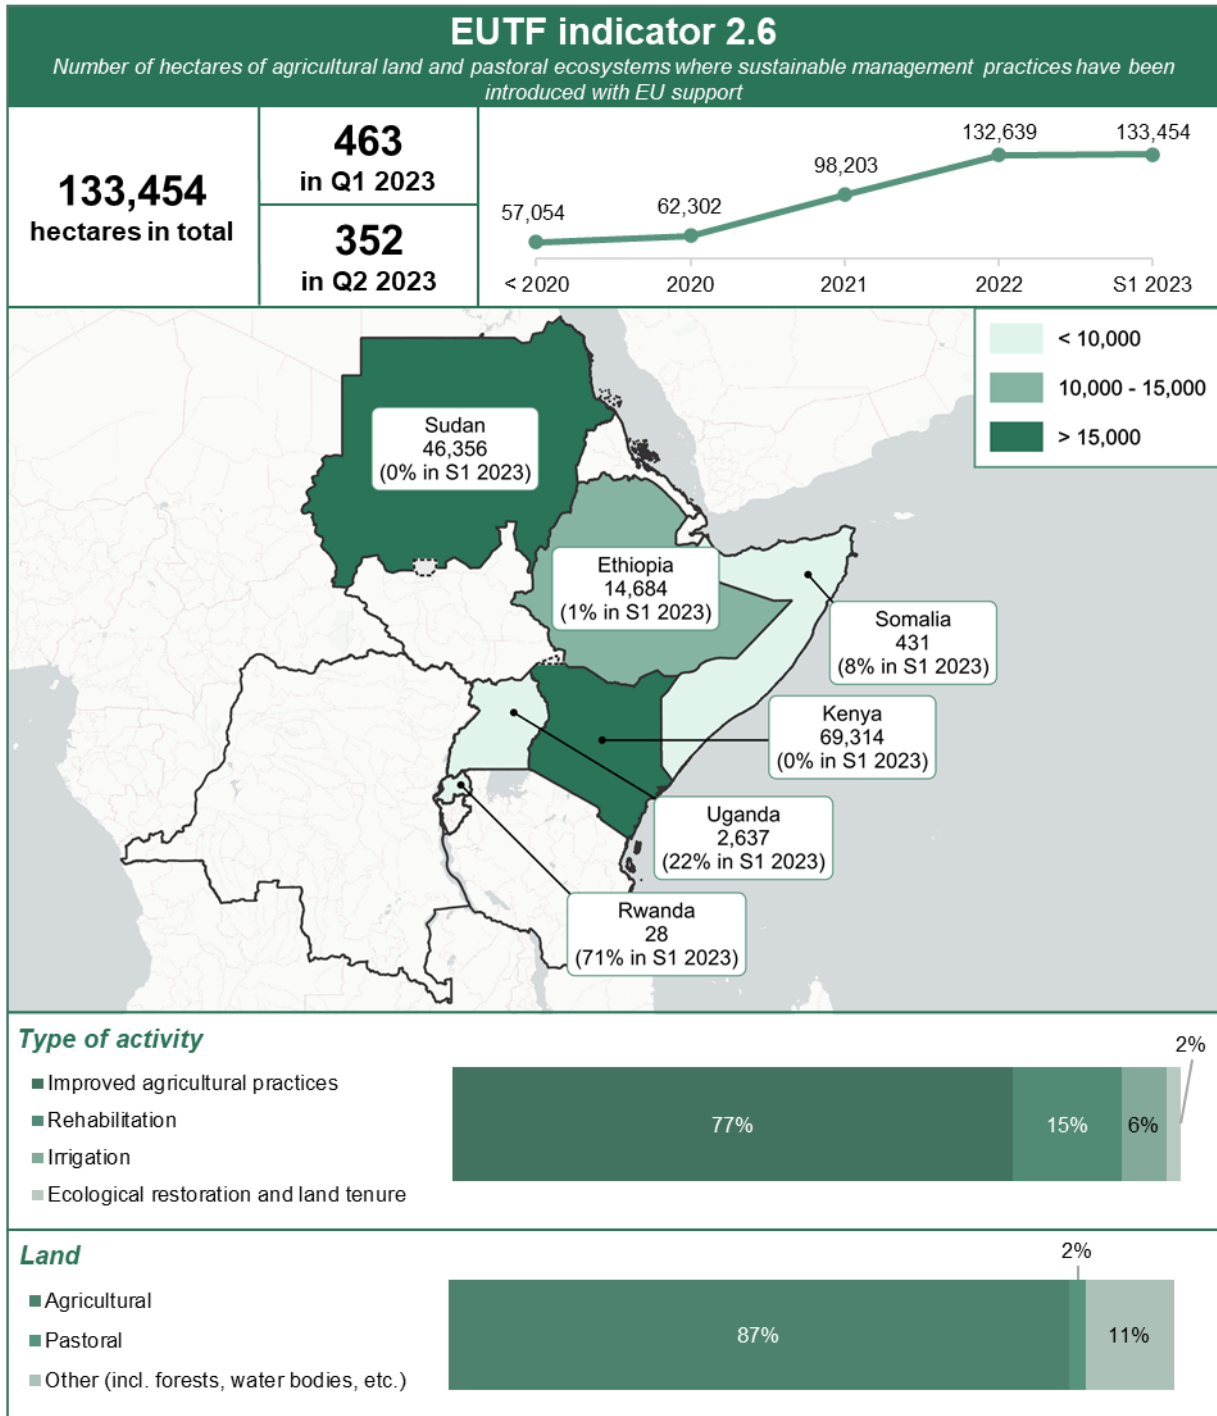 EUTF indicator 2.6
Number of hectares of agricultural land and pastoral ecosystems where sustainable management practices have been
introduced with EU support
133,454
hectares in total
463
in Q1 2023
352
in Q2 2023
57,054
62,302
98,203
132,639
133,454
< 2020
2020
2021
2022
S1 2023
< 10,000
10,000 - 15,000
> 15,000
Sudan
46,356
(0% in S1 2023)
Ethiopia
14,684
(1% in S1 2023)
Somalia
431
(8% in S1 2023)
Kenya
69,314
(0% in S1 2023)
Uganda
2,637
(22% in S1 2023)
Rwanda
28
(71% in S1 2023)
Type of activity
Improved agricultural practices
Rehabilitation
Irrigation
Ecological restoration and land tenure
77%
15%
6%
2%
Land
Agricultural
Pastoral
Other (incl. forests, water bodies, etc.)
87%
2%
11%